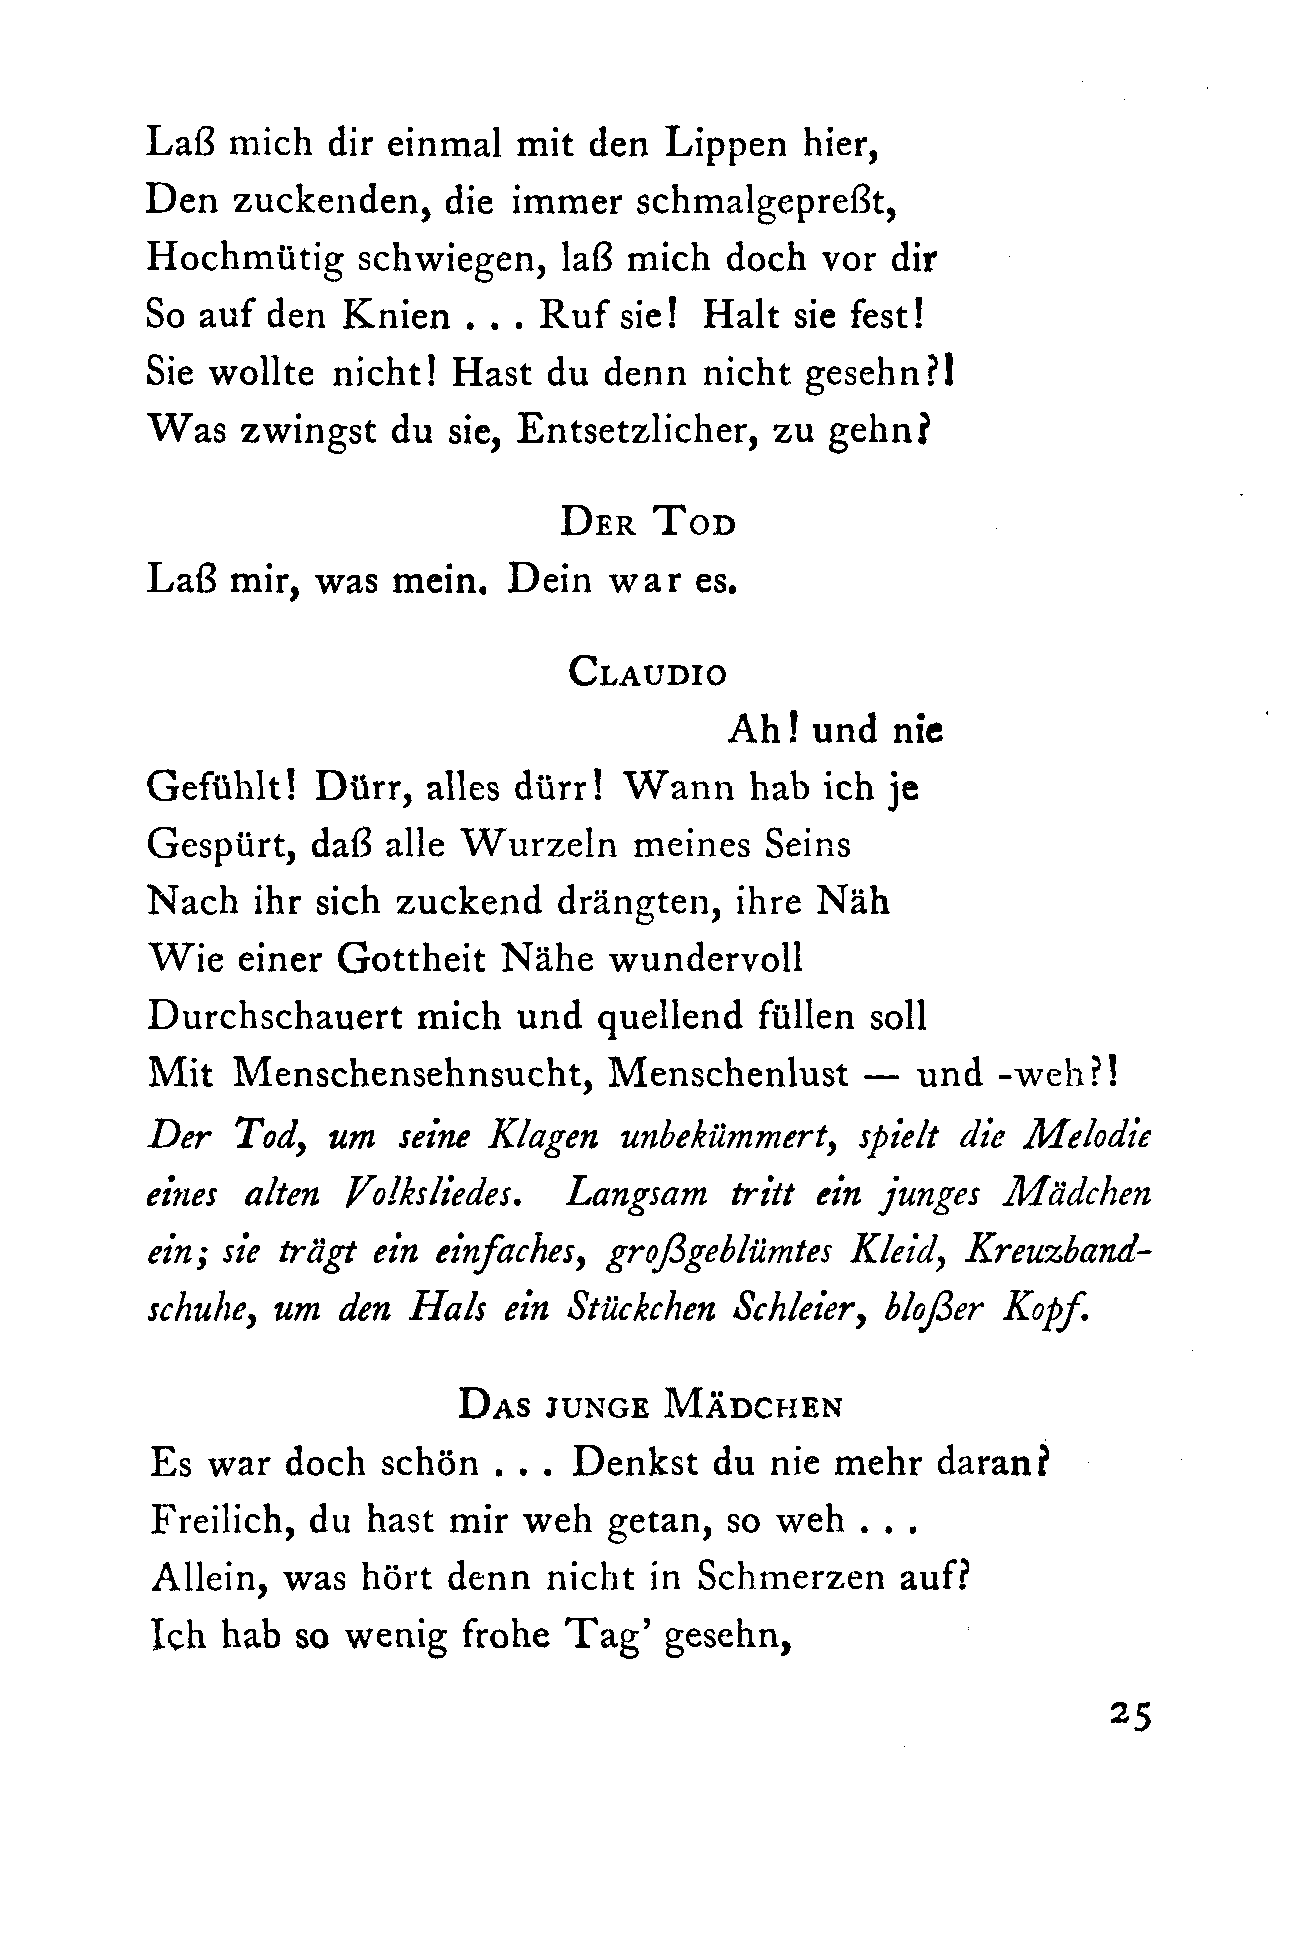 Laß mich dir einmal mit den Lippen hier,
Den zuckenden, die immer schmalgepreßt,
Hochmütig schwiegen, laß mich doch vor dir
So auf den Knien . . . Ruf sie! Halt sie fest!
Sie wollte nicht! Hast du denn nicht gesehn?!
Was zwingst du sie, Entsetzlicher, zu gehn?
Der Tod
Laß mir, was mein. Dein war es.
Claudio
Ah! und nie
Gefühlt! Dürr, alles dürr! Wann hab ich je
Gespürt, daß alle Wurzeln meines Seins
Nach ihr sich zuckend drängten, ihre Näh
Wie einer Gottheit Nähe wundervoll
Durchschauert mich und quellend füllen soll
Mit Menschensehnsucht, Menschenlust — und -weh?!
Der Tod, um seine Klagen unbekümmert, spielt die Melodie
eines alten Volksliedes. Langsam tritt ein junges Mädchen
ein; sie trägt ein einfaches, großgeblümtes Kleid, Kreuzband-
schuhe, um den Hals ein Stückchen Schleier, bloßer Kopf.
Das junge Mädchen
Es war doch schön . . . Denkst du nie mehr daran?
Freilich, du hast mir weh getan, so weh . . .
Allein, was hört denn nicht in Schmerzen auf?
Ich hab so wenig frohe Tag' gesehn,
25